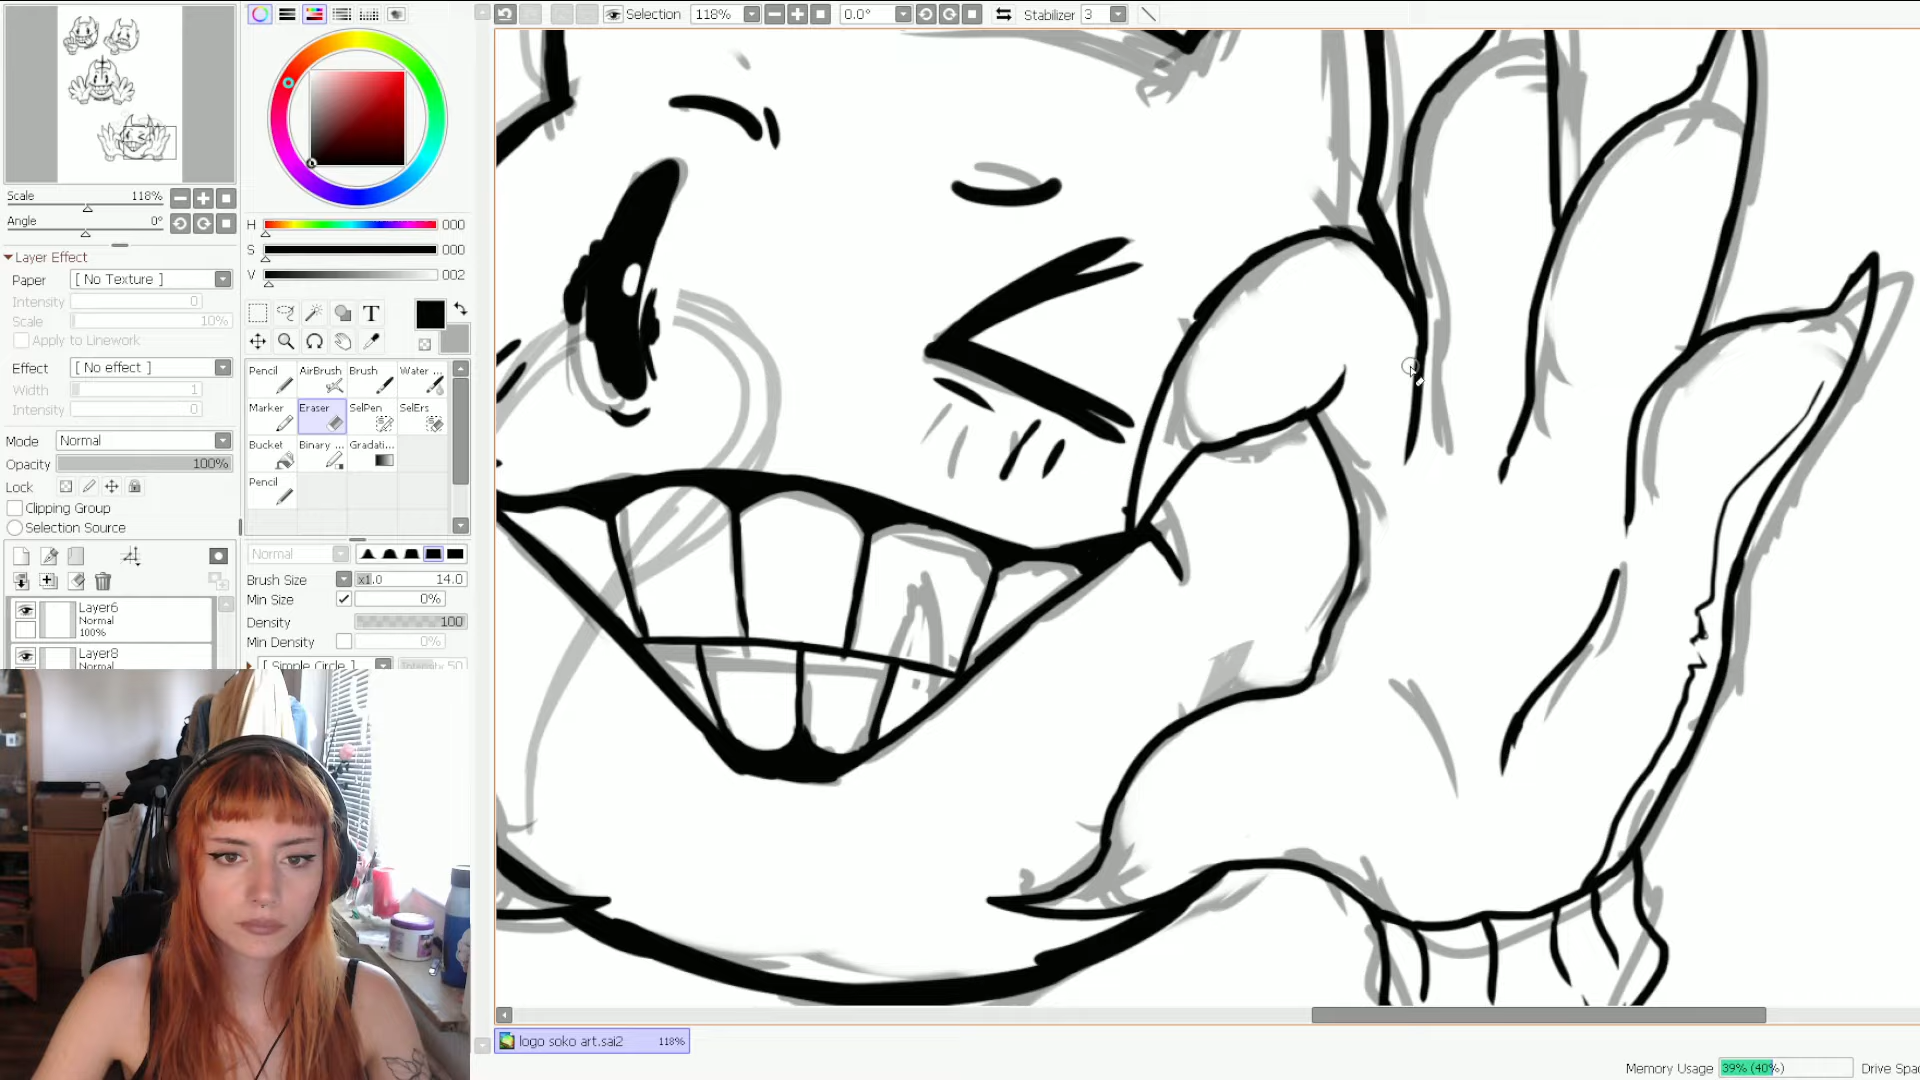 Selection 118% 0.0° Stabilizer 3
Scale 118%
Angle 0°
Layer Effect
Paper [ No Texture ]
Intensity 0
Scale 10%
Apply to Linework
Effect [ No effect ]
Width 1
Intensity 0
Mode Normal
Opacity 100%
Lock
Clipping Group
Selection Source
Layer6
Normal
100%
Layer8
Normal
H 000
S 000
V 002
T
Pencil AirBrush Brush Water ...
Marker Eraser SelPen SelErs
Bucket Binary ... Gradati...
Pencil
Normal
Brush Size x1.0 14.0
Min Size 0%
Density 100
Min Density 0%
[ Simple Circle ] Intensity 50
logo soko art.sai2 118%
Memory Usage 39% (40%) Drive Spac